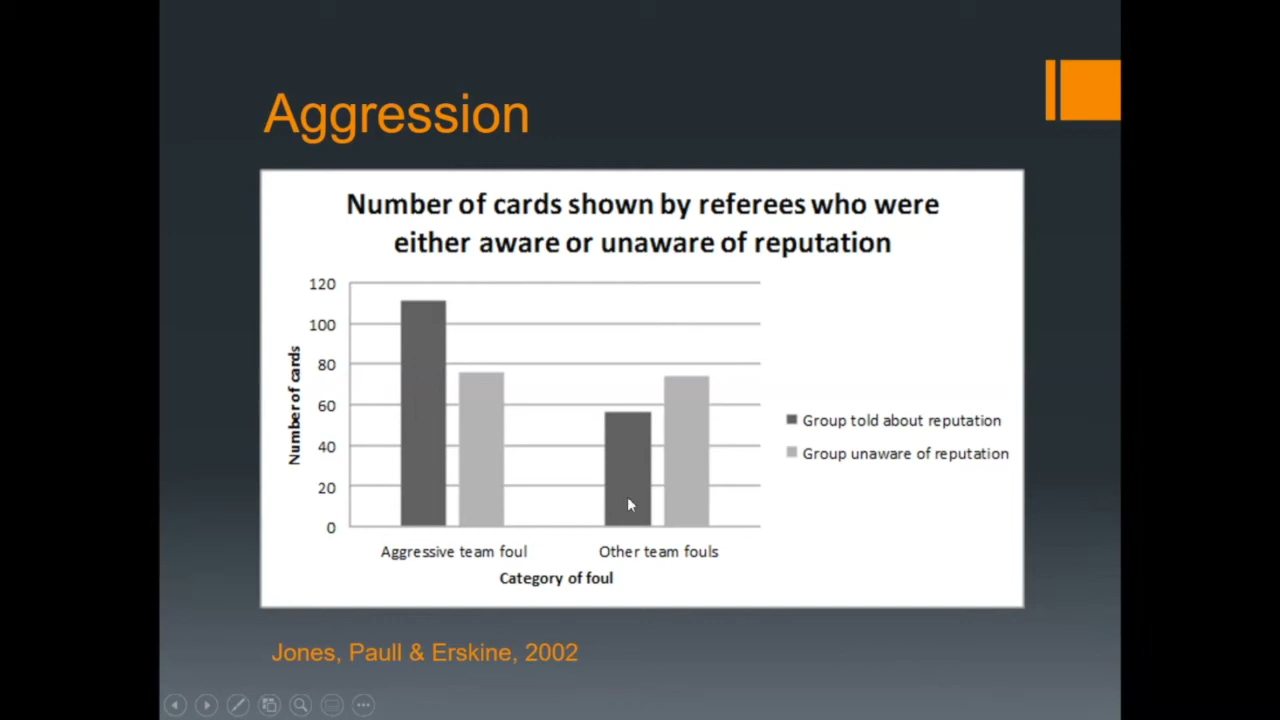 Aggression
Number of cards shown by referees who were
either aware or unaware of reputation
120
100
80
60
40
20
0
Number of cards
Aggressive team foul
Other team fouls
Category of foul
Group told about reputation
Group unaware of reputation
Jones, Paull & Erskine, 2002